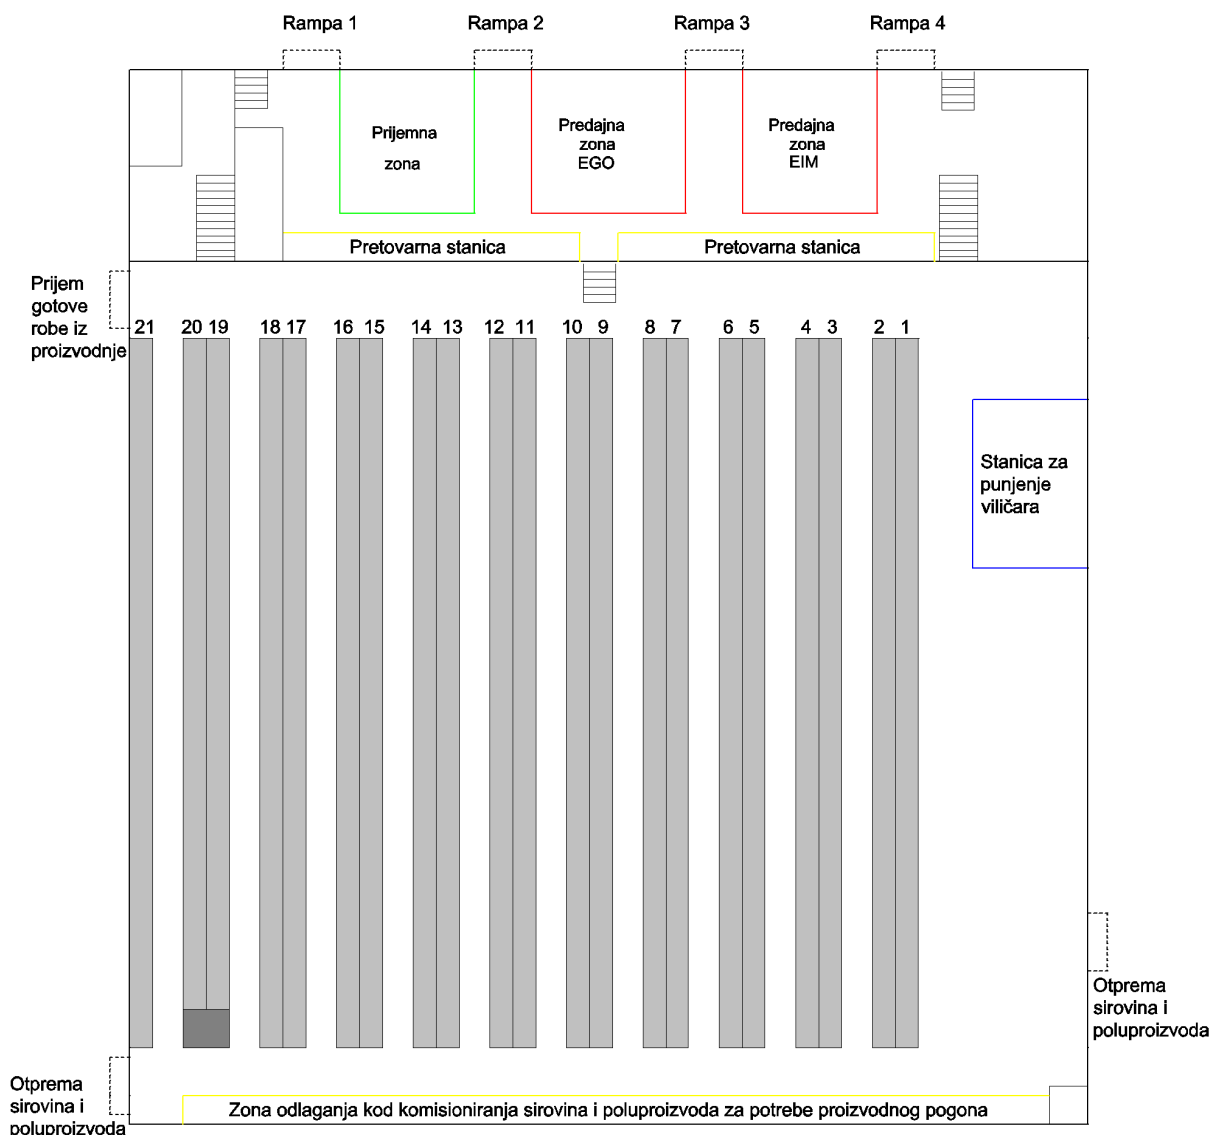 Rampa 1
Rampa 2
Rampa 3
Rampa 4
Prijemna
zona
Predajna
zona
EGO
Predajna
zona
EIM
Pretovarna stanica
Pretovarna stanica
Prijem
gotove
robe iz
proizvodnje
21 20 19 18 17 16 15 14 13 12 11 10 9 8 7 6 5 4 3 2 1
Stanica za
punjenje
viličara
Otprema
sirovina i
poluproizvoda
Otprema
sirovina i
poluproizvoda
Zona odlaganja kod komisioniranja sirovina i poluproizvoda za potrebe proizvodnog pogona